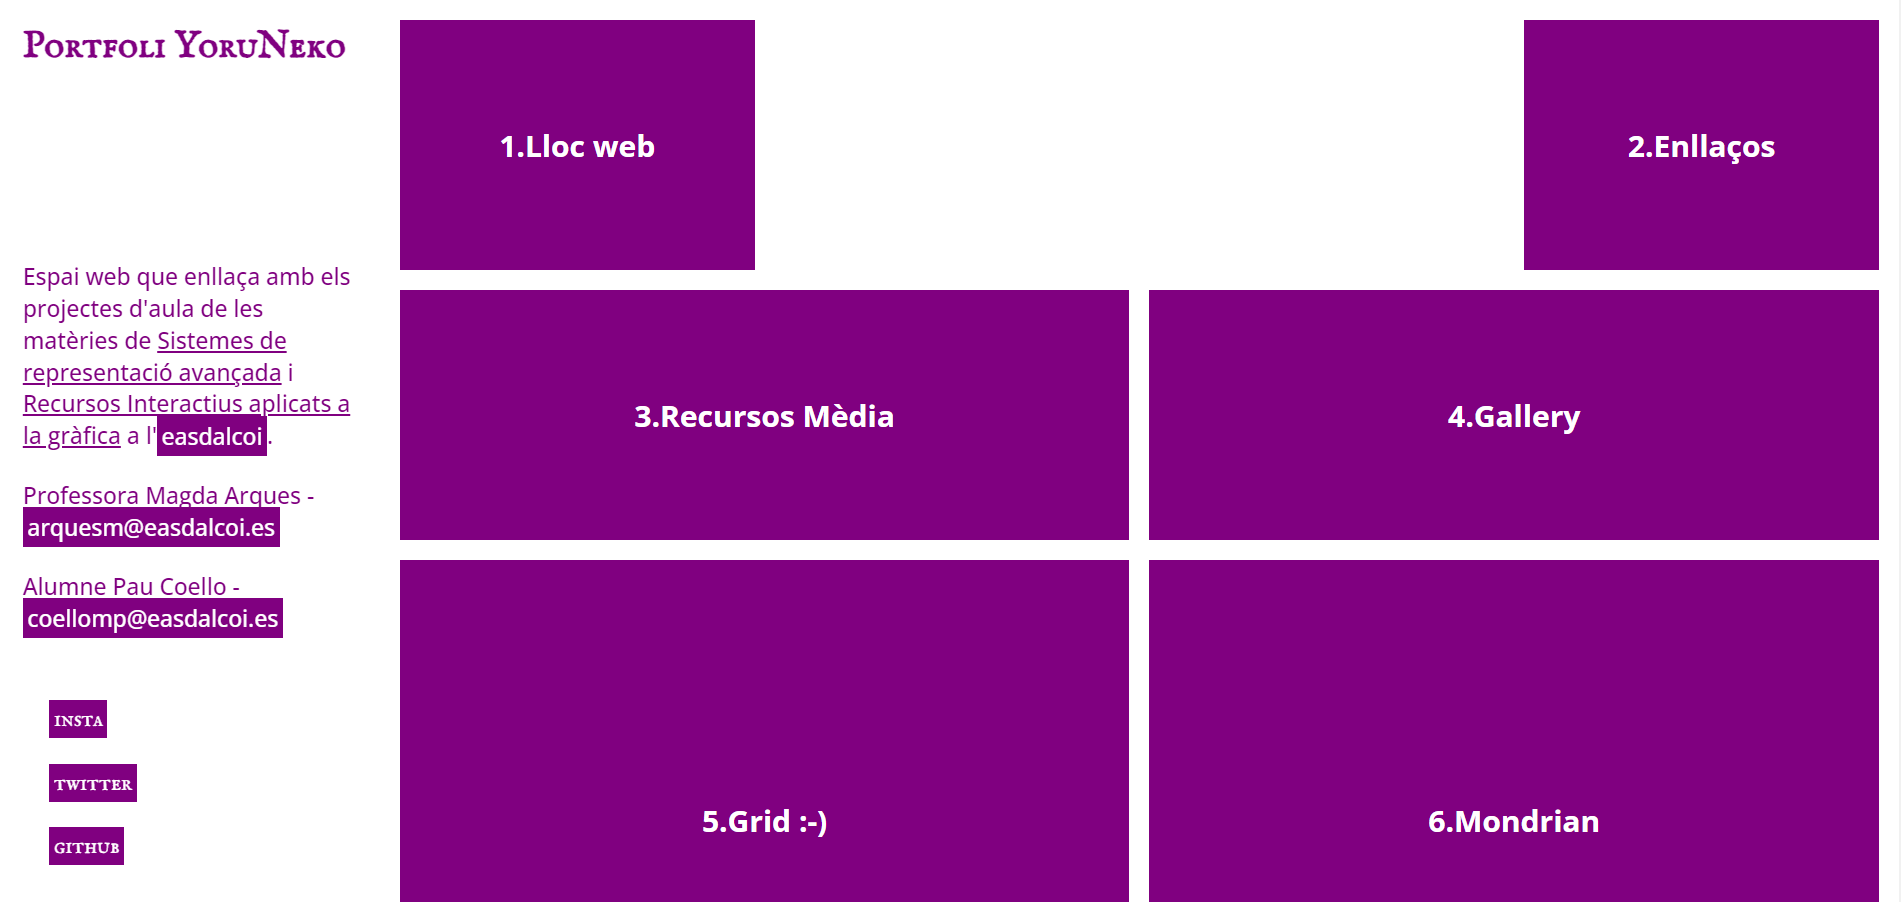 Portfoli YoruNeko
Espai web que enllaça amb els
projectes d'aula de les
matèries de Sistemes de
representació avançada i
Recursos Interactius aplicats a
la gràfica a l'easdalcoi.
Professora Magda Arques -
arquesm@easdalcoi.es
Alumne Pau Coello -
coellomp@easdalcoi.es
insta
twitter
github
1.Lloc web
2.Enllaços
3.Recursos Mèdia
4.Gallery
5.Grid :-)
6.Mondrian